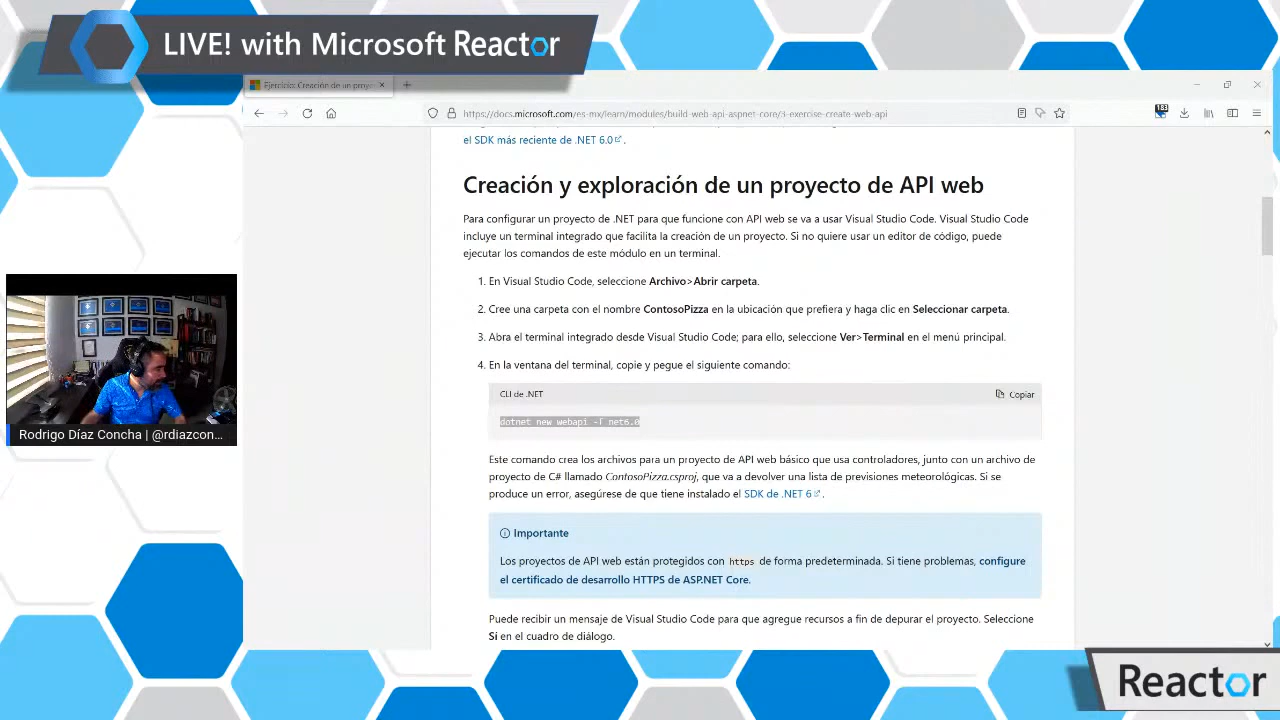 LIVE! with Microsoft Reactor
Ejercicio: Creación de un proye
https://docs.microsoft.com/es-mx/learn/modules/build-web-api-aspnet-core/3-exercise-create-web-api
183
el SDK más reciente de .NET 6.0.
Creación y exploración de un proyecto de API web
Para configurar un proyecto de .NET para que funcione con API web se va a usar Visual Studio Code. Visual Studio Code
incluye un terminal integrado que facilita la creación de un proyecto. Si no quiere usar un editor de código, puede
ejecutar los comandos de este módulo en un terminal.
1. En Visual Studio Code, seleccione Archivo>Abrir carpeta.
2. Cree una carpeta con el nombre ContosoPizza en la ubicación que prefiera y haga clic en Seleccionar carpeta.
3. Abra el terminal integrado desde Visual Studio Code; para ello, seleccione Ver>Terminal en el menú principal.
4. En la ventana del terminal, copie y pegue el siguiente comando:
CLI de .NET
Copiar
dotnet new webapi -f net6.0
Este comando crea los archivos para un proyecto de API web básico que usa controladores, junto con un archivo de
proyecto de C# llamado ContosoPizza.csproj, que va a devolver una lista de previsiones meteorológicas. Si se
produce un error, asegúrese de que tiene instalado el SDK de .NET 6.
Importante
Los proyectos de API web están protegidos con https de forma predeterminada. Si tiene problemas, configure
el certificado de desarrollo HTTPS de ASP.NET Core.
Puede recibir un mensaje de Visual Studio Code para que agregue recursos a fin de depurar el proyecto. Seleccione
Sí en el cuadro de diálogo.
Rodrigo Díaz Concha | @rdiazcon...
Reactor